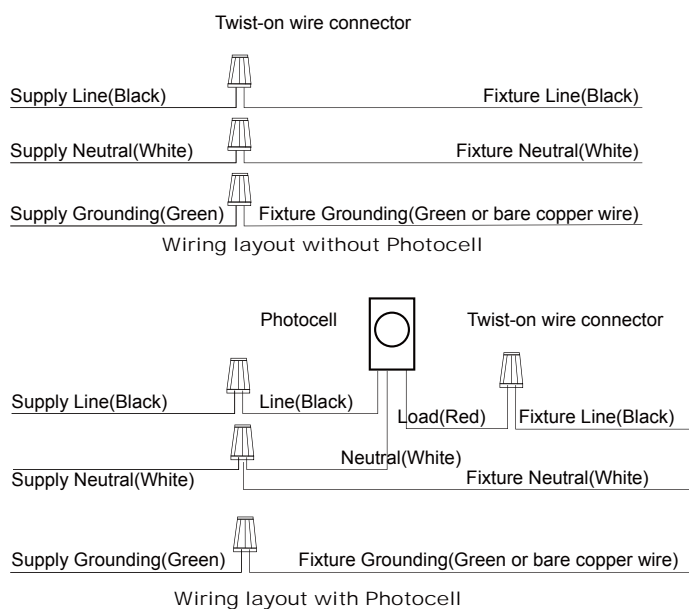 Twist-on wire connector
Supply Line(Black) Fixture Line(Black)
Supply Neutral(White) Fixture Neutral(White)
Supply Grounding(Green) Fixture Grounding(Green or bare copper wire)
Wiring layout without Photocell
Photocell Twist-on wire connector
Supply Line(Black) Line(Black)
Load(Red) Fixture Line(Black)
Neutral(White)
Supply Neutral(White) Fixture Neutral(White)
Supply Grounding(Green) Fixture Grounding(Green or bare copper wire)
Wiring layout with Photocell